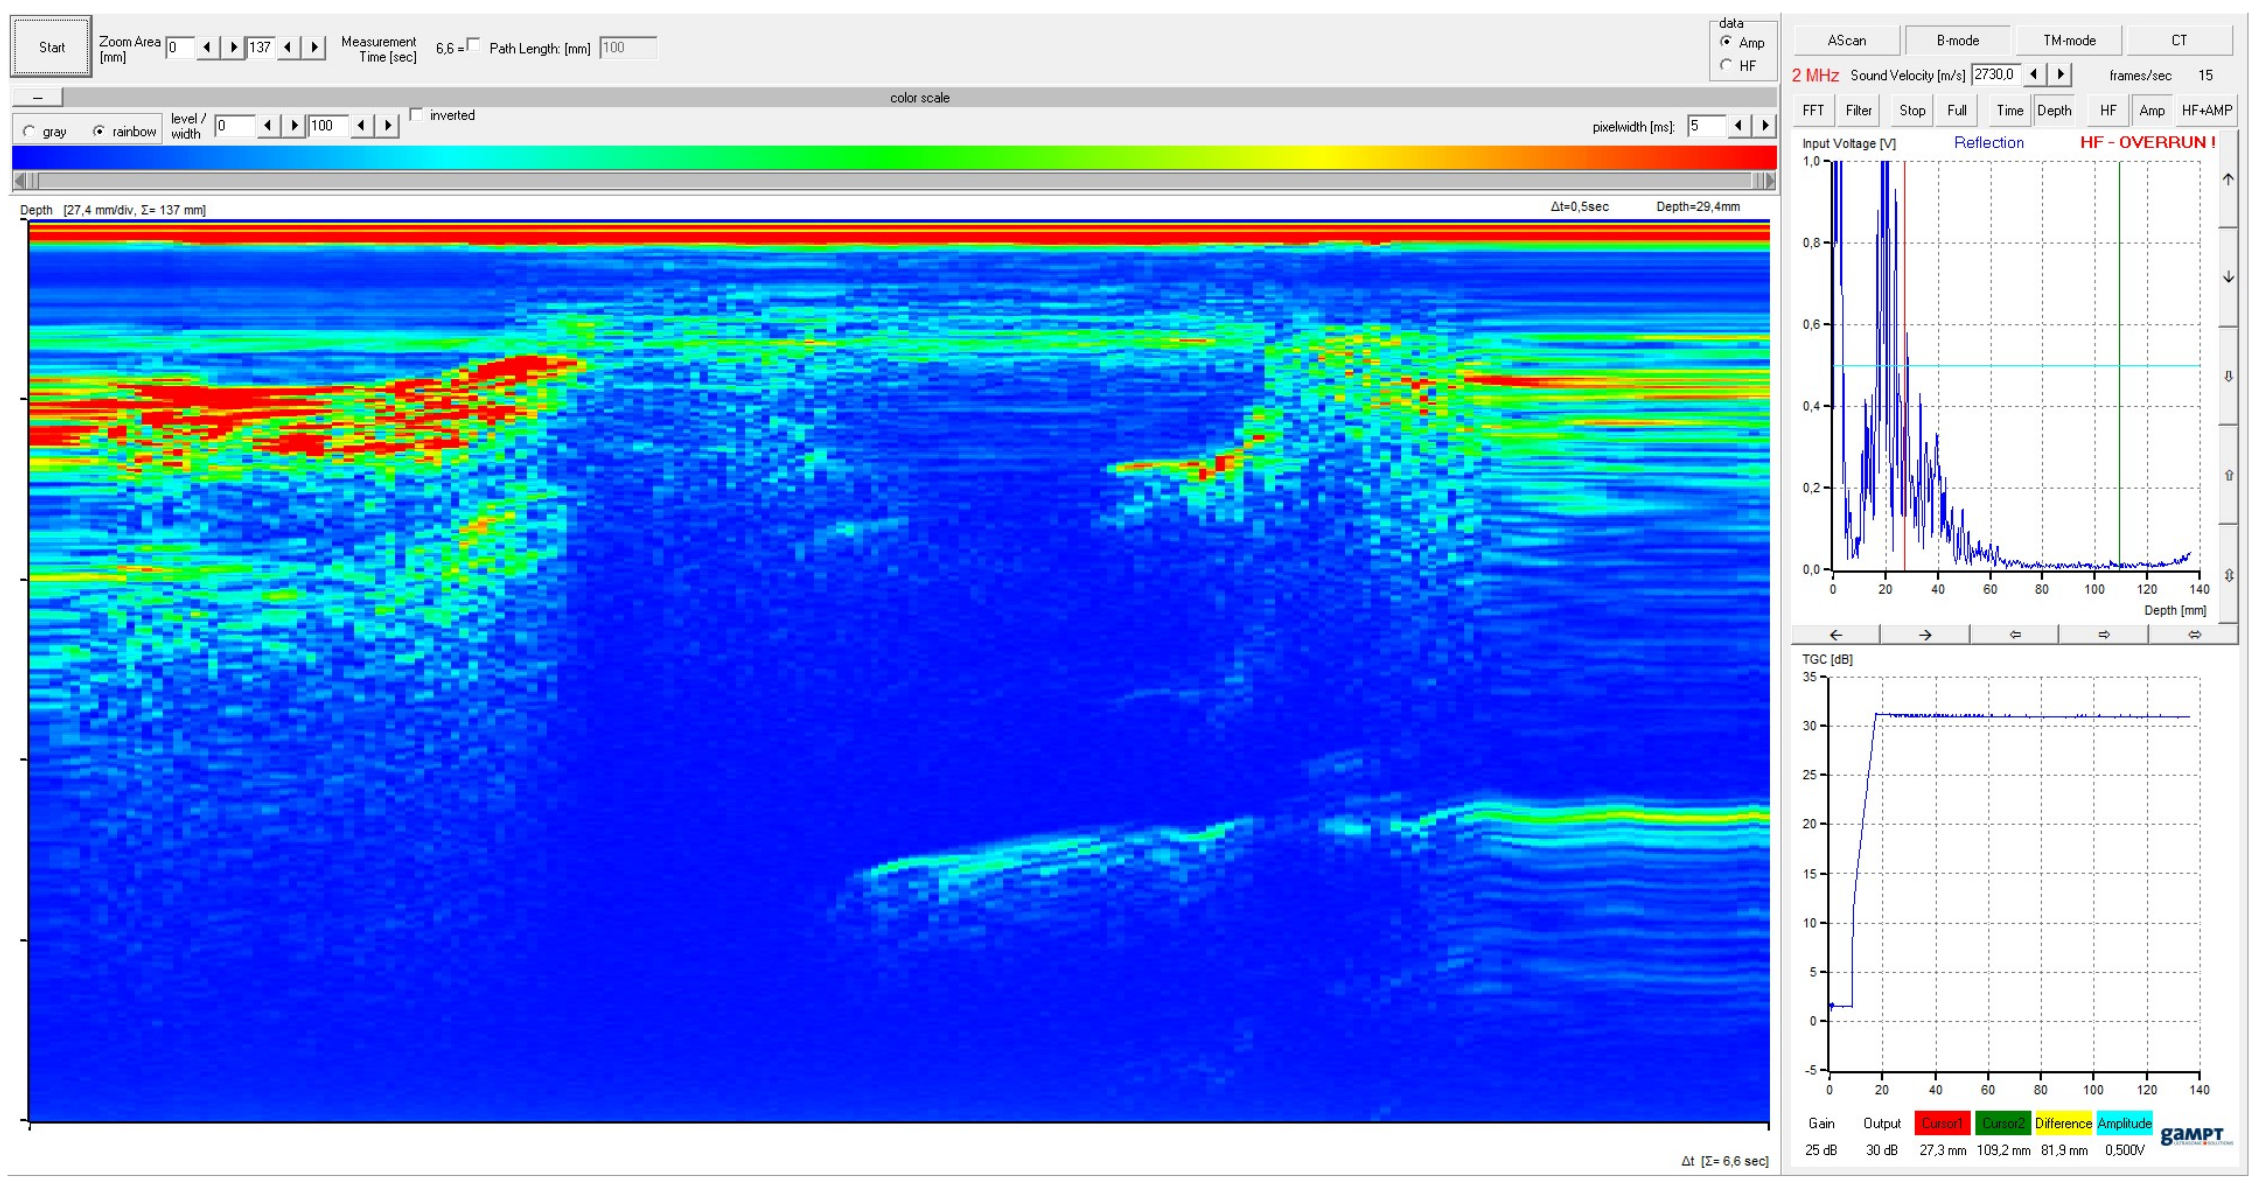 Start
Zoom Area [mm]
0
137
Measurement Time [sec]
6,6 =
Path Length: [mm]
100
data
Amp
HF
color scale
gray
rainbow
level / width
0
100
inverted
pixelwidth [ms]:
5
Depth [27,4 mm/div, Σ= 137 mm]
Δt=0,5sec
Depth=29,4mm
Δt [Σ= 6,6 sec]
AScan
B-mode
TM-mode
CT
2 MHz
Sound Velocity [m/s]
2730,0
frames/sec 15
FFT
Filter
Stop
Full
Time
Depth
HF
Amp
HF+AMP
Input Voltage [V]
Reflection
HF - OVERRUN !
1,0
0,8
0,6
0,4
0,2
0,0
0 20 40 60 80 100 120 140
Depth [mm]
TGC [dB]
35
30
25
20
15
10
5
0
-5
0 20 40 60 80 100 120 140
Gain Output Cursor1 Cursor2 Difference Amplitude
25 dB 30 dB 27,3 mm 109,2 mm 81,9 mm 0,500V
gaMPT